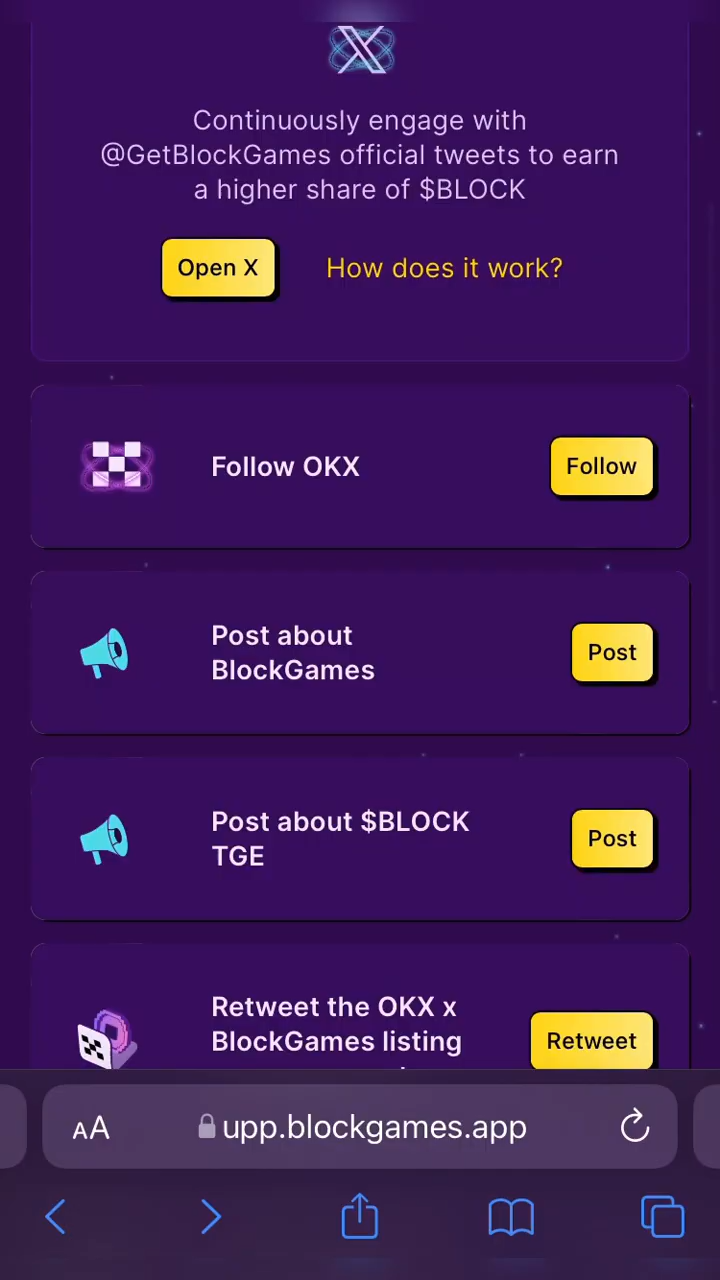 Continuously engage with
@GetBlockGames official tweets to earn
a higher share of $BLOCK
Open X
How does it work?
Follow OKX
Follow
Post about
BlockGames
Post
Post about $BLOCK
TGE
Post
Retweet the OKX x
BlockGames listing
Retweet
AA
upp.blockgames.app